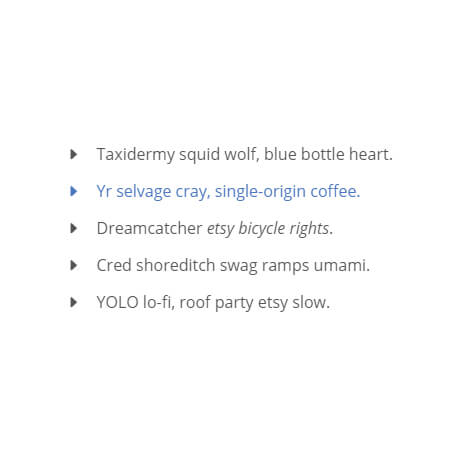 Taxidermy squid wolf, blue bottle heart.
Yr selvage cray, single-origin coffee.
Dreamcatcher etsy bicycle rights.
Cred shoreditch swag ramps umami.
YOLO lo-fi, roof party etsy slow.